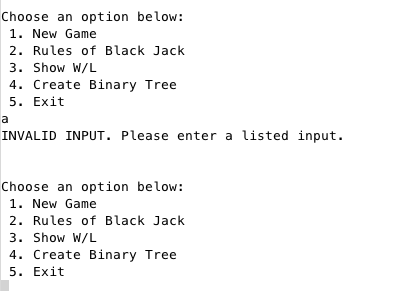 Choose an option below:
1. New Game
2. Rules of Black Jack
3. Show W/L
4. Create Binary Tree
5. Exit
a
INVALID INPUT. Please enter a listed input.
Choose an option below:
1. New Game
2. Rules of Black Jack
3. Show W/L
4. Create Binary Tree
5. Exit